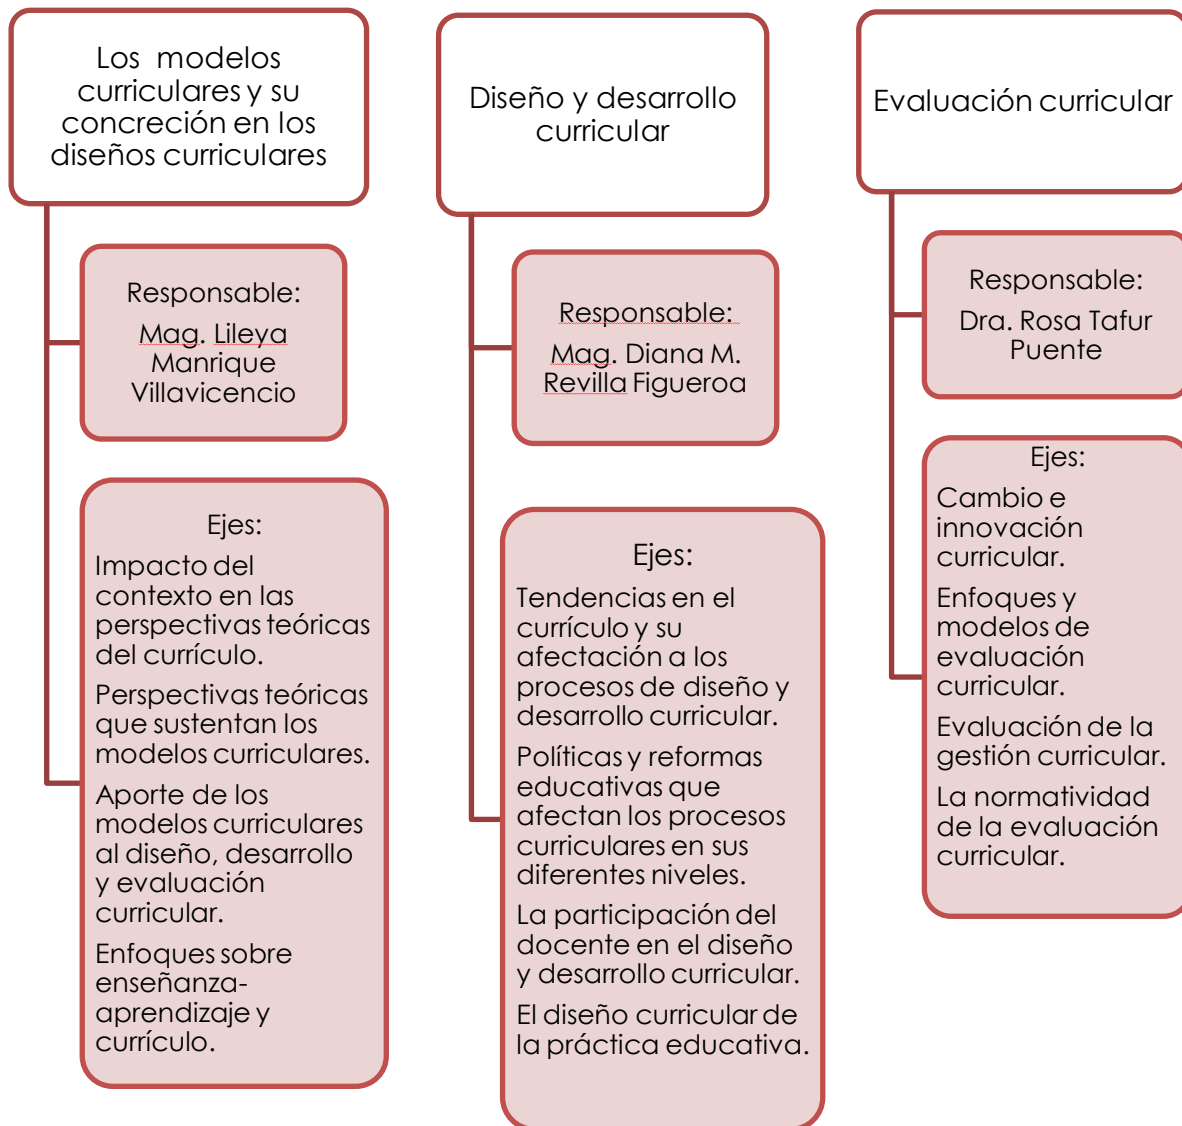 Los modelos
curriculares y su
concreción en los
diseños curriculares
Responsable:
Mag. Lileya
Manrique
Villavicencio
Ejes:
Impacto del
contexto en las
perspectivas teóricas
del currículo.
Perspectivas teóricas
que sustentan los
modelos curriculares.
Aporte de los
modelos curriculares
al diseño, desarrollo
y evaluación
curricular.
Enfoques sobre
enseñanza-
aprendizaje y
currículo.
Diseño y desarrollo
curricular
Responsable:
Mag. Diana M.
Revilla Figueroa
Ejes:
Tendencias en el
currículo y su
afectación a los
procesos de diseño y
desarrollo curricular.
Políticas y reformas
educativas que
afectan los procesos
curriculares en sus
diferentes niveles.
La participación del
docente en el diseño
y desarrollo curricular.
El diseño curricular de
la práctica educativa.
Evaluación curricular
Responsable:
Dra. Rosa Tafur
Puente
Ejes:
Cambio e
innovación
curricular.
Enfoques y
modelos de
evaluación
curricular.
Evaluación de la
gestión curricular.
La normatividad
de la evaluación
curricular.